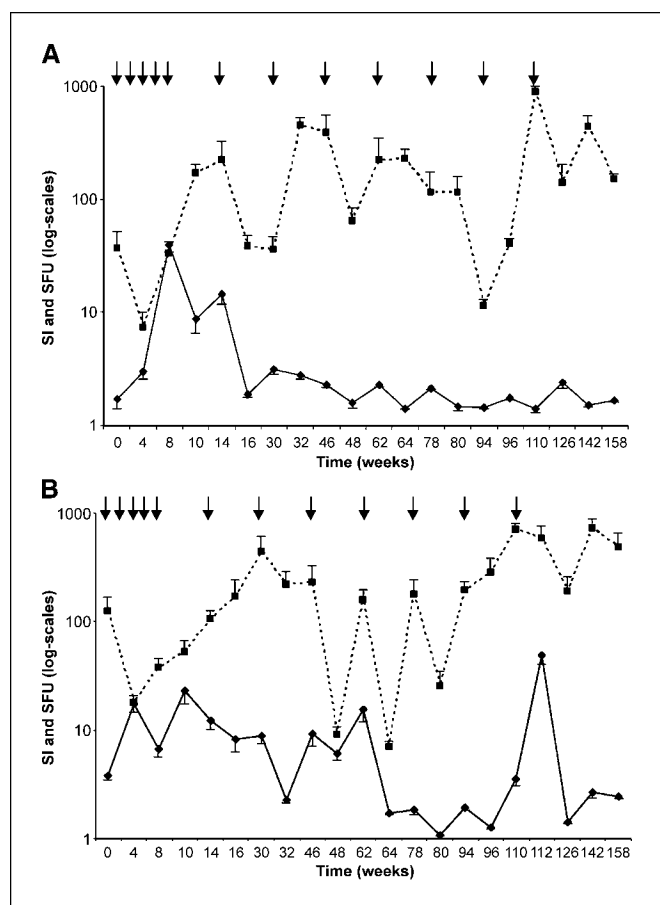 A
1000
100
10
1
SI and SFU (log-scales)
0 4 8 10 14 16 30 32 46 48 62 64 78 80 94 96 110 126 142 158
Time (weeks)
B
1000
100
10
1
SI and SFU (log-scales)
0 4 8 10 14 16 30 32 46 48 62 64 78 80 94 96 110 112 126 142 158
Time (weeks)